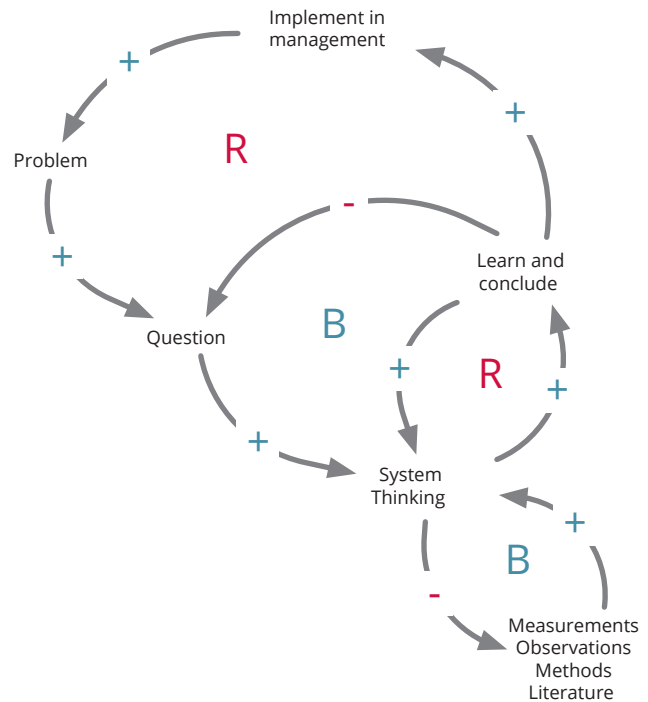 Implement in
management
+
+
Problem
R
-
+
Learn and
conclude
B
Question
+
R
+
+
System
Thinking
+
B
-
Measurements
Observations
Methods
Literature